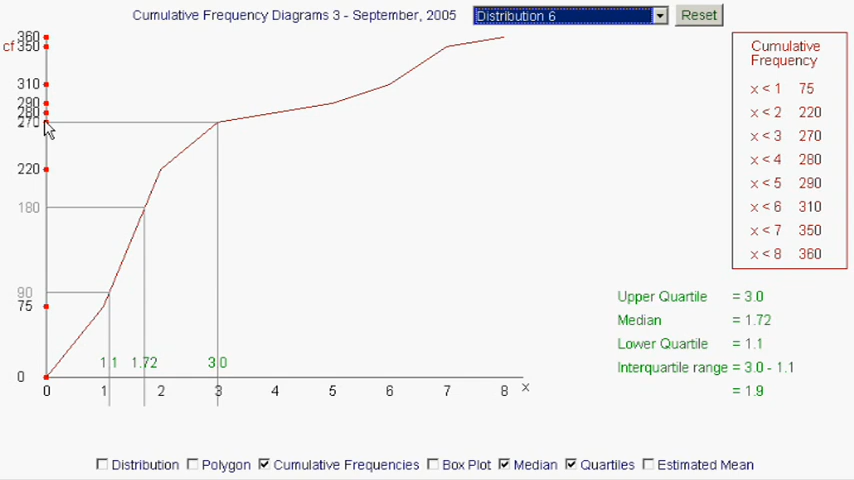 Cumulative Frequency Diagrams 3 - September, 2005 Distribution 6 Reset
cf
360
350
310
290
280
270
220
180
90
75
0
1.1 1.72 3.0
0 1 2 3 4 5 6 7 8 x
Cumulative
Frequency
x < 1 75
x < 2 220
x < 3 270
x < 4 280
x < 5 290
x < 6 310
x < 7 350
x < 8 360
Upper Quartile = 3.0
Median = 1.72
Lower Quartile = 1.1
Interquartile range = 3.0 - 1.1
= 1.9
Distribution Polygon Cumulative Frequencies Box Plot Median Quartiles Estimated Mean